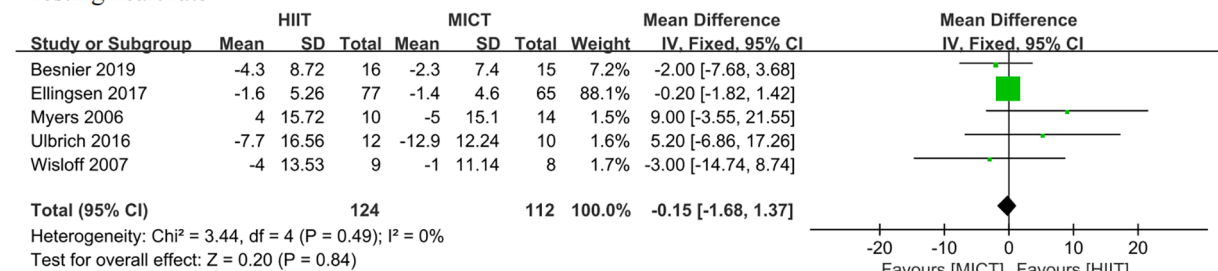 HIIT MICT Mean Difference Mean Difference
Study or Subgroup Mean SD Total Mean SD Total Weight IV, Fixed, 95% CI IV, Fixed, 95% CI
Besnier 2019 -4.3 8.72 16 -2.3 7.4 15 7.2% -2.00 [-7.68, 3.68]
Ellingsen 2017 -1.6 5.26 77 -1.4 4.6 65 88.1% -0.20 [-1.82, 1.42]
Myers 2006 4 15.72 10 -5 15.1 14 1.5% 9.00 [-3.55, 21.55]
Ulbrich 2016 -7.7 16.56 12 -12.9 12.24 10 1.6% 5.20 [-6.86, 17.26]
Wisloff 2007 -4 13.53 9 -1 11.14 8 1.7% -3.00 [-14.74, 8.74]
Total (95% CI) 124 112 100.0% -0.15 [-1.68, 1.37]
Heterogeneity: Chi² = 3.44, df = 4 (P = 0.49); I² = 0%
Test for overall effect: Z = 0.20 (P = 0.84)
-20 -10 0 10 20
Favours [MICT] Favours [HIIT]